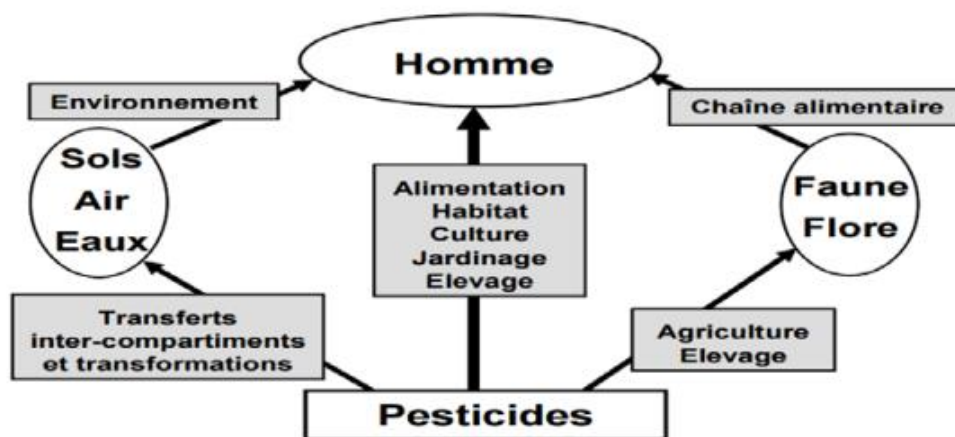 Homme
Environnement
Chaîne alimentaire
Sols
Air
Eaux
Alimentation
Habitat
Culture
Jardinage
Elevage
Faune
Flore
Transferts
inter-compartiments
et transformations
Agriculture
Elevage
Pesticides